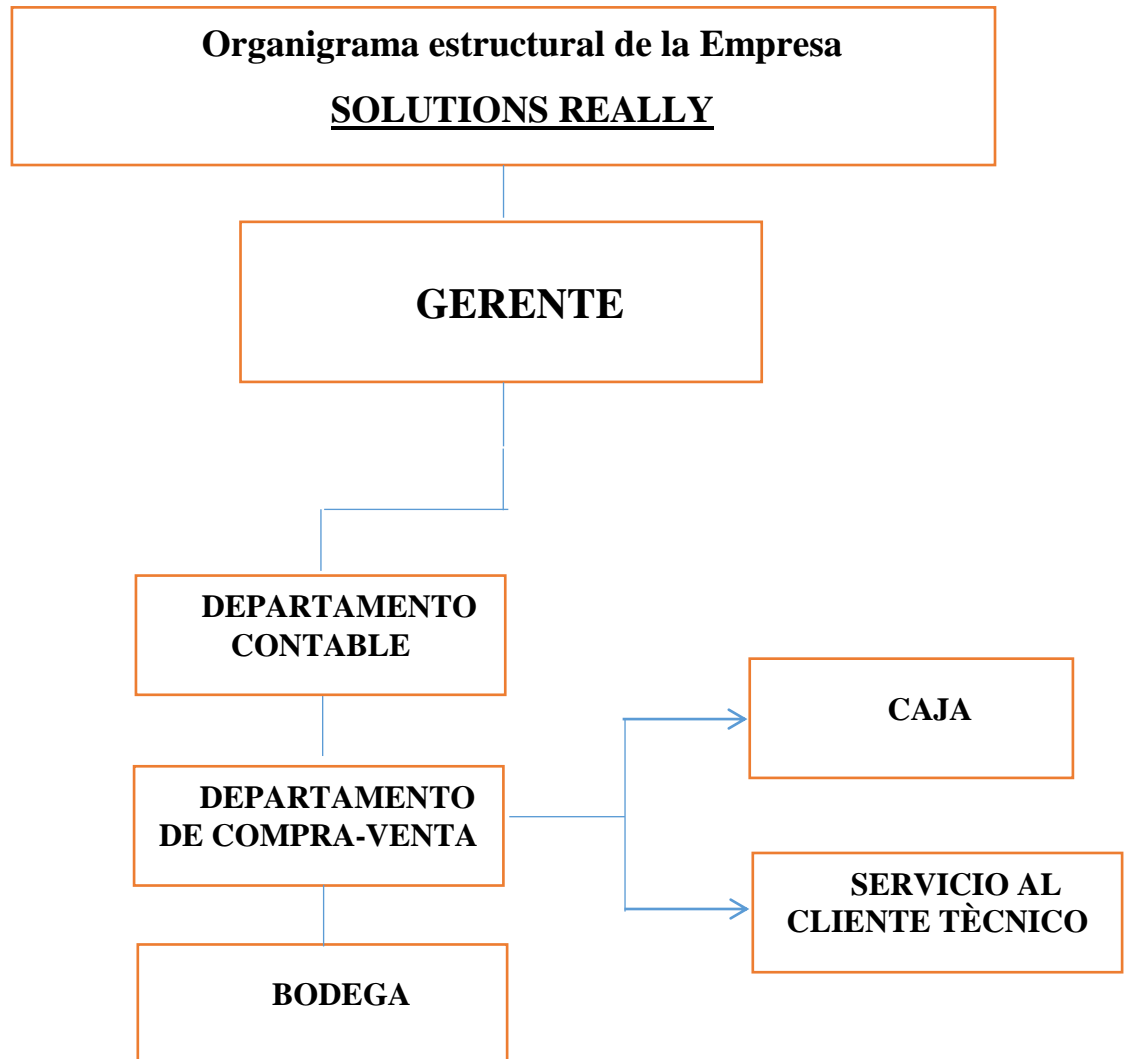 Organigrama estructural de la Empresa
SOLUTIONS REALLY
GERENTE
DEPARTAMENTO
CONTABLE
CAJA
DEPARTAMENTO
DE COMPRA-VENTA
SERVICIO AL
CLIENTE TÈCNICO
BODEGA